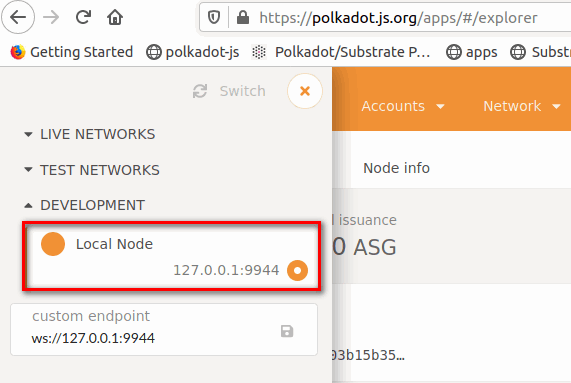 https://polkadot.js.org/apps/#/explorer
Getting Started polkadot-js Polkadot/Substrate P... apps Subst
Switch
Accounts Network
LIVE NETWORKS
TEST NETWORKS
Node info
DEVELOPMENT
issuance
Local Node
0 ASG
127.0.0.1:9944
custom endpoint
ws://127.0.0.1:9944
03b15b35...